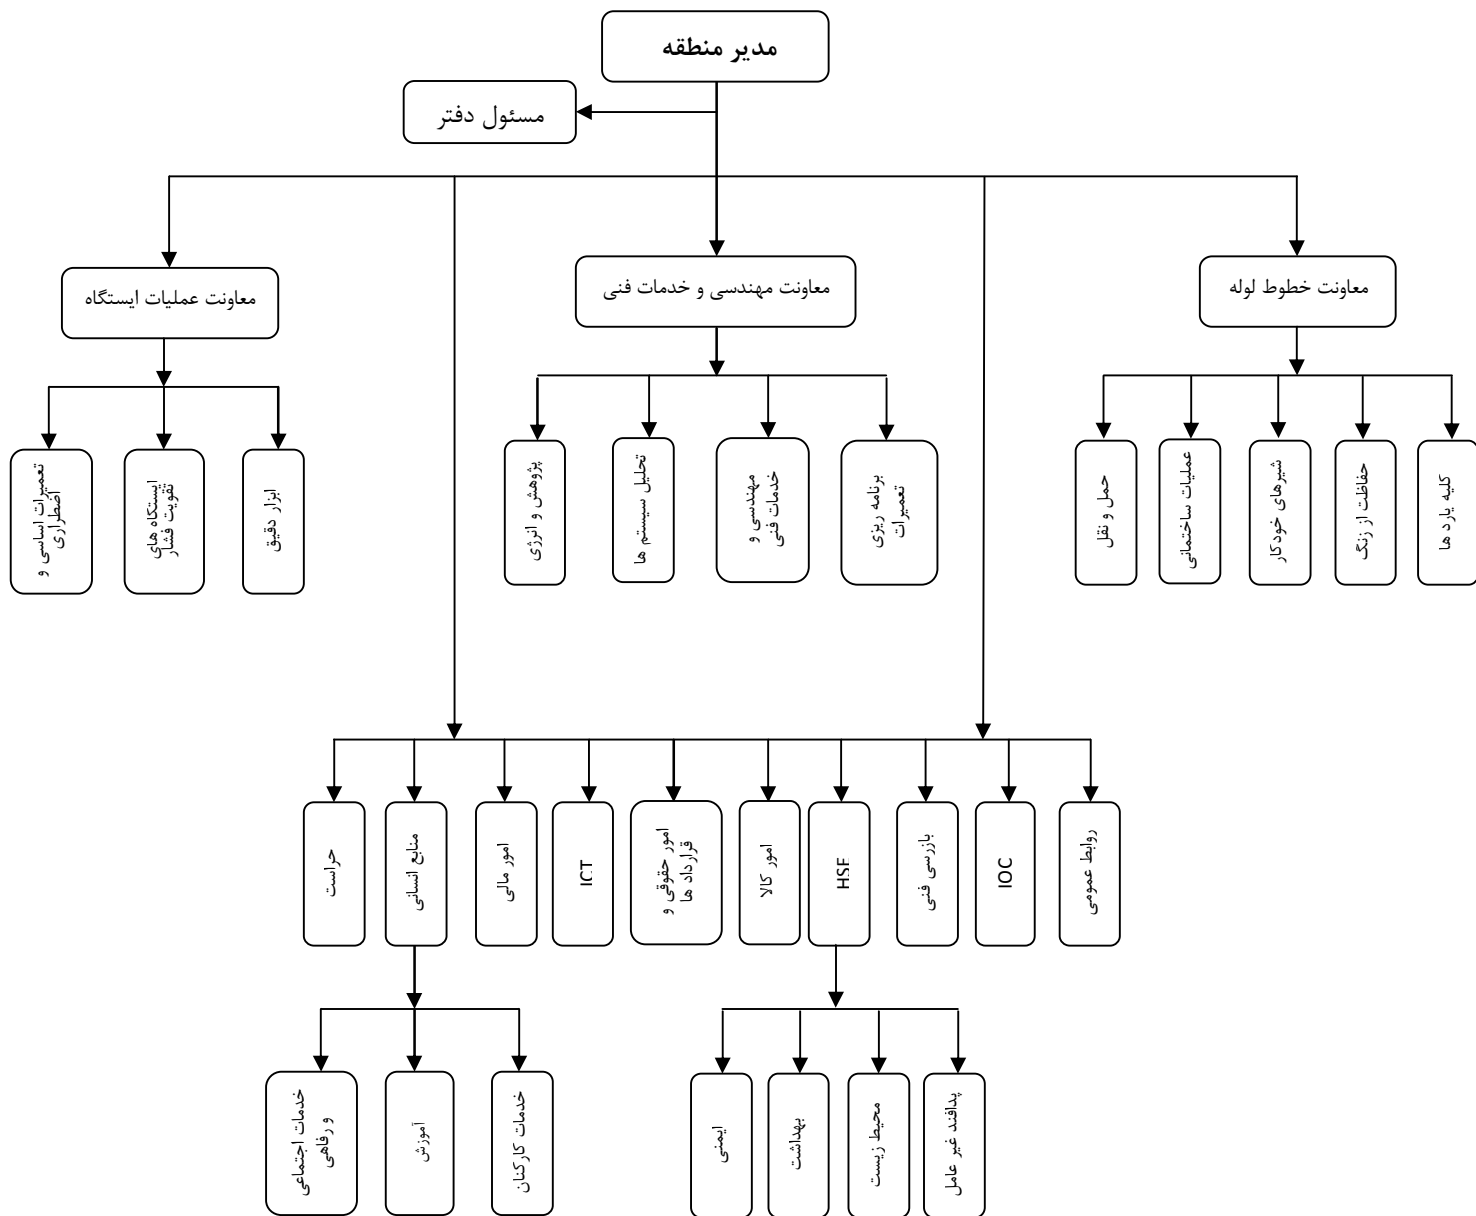 مدیر منطقه
مسئول دفتر
معاونت خطوط لوله
معاونت مهندسی و خدمات فنی
معاونت عملیات ایستگاه
کلیه یارد ها
حفاظت از زنگ
شیرهای خودکار
عملیات ساختمانی
حمل و نقل
برنامه ریزی
تعمیرات
مهندسی و
خدمات فنی
تحلیل سیستم ها
پژوهش و انرژی
ابزار دقیق
ایستگاه های
تقویت فشار
تعمیرات اساسی و
اضطراری
روابط عمومی
IOC
بازرسی فنی
HSE
امور کالا
امور حقوقی و
قرارداد ها
ICT
امور مالی
منابع انسانی
حراست
پدافند غیر عامل
محیط زیست
بهداشت
ایمنی
خدمات کارکنان
آموزش
خدمات اجتماعی
و رفاهی